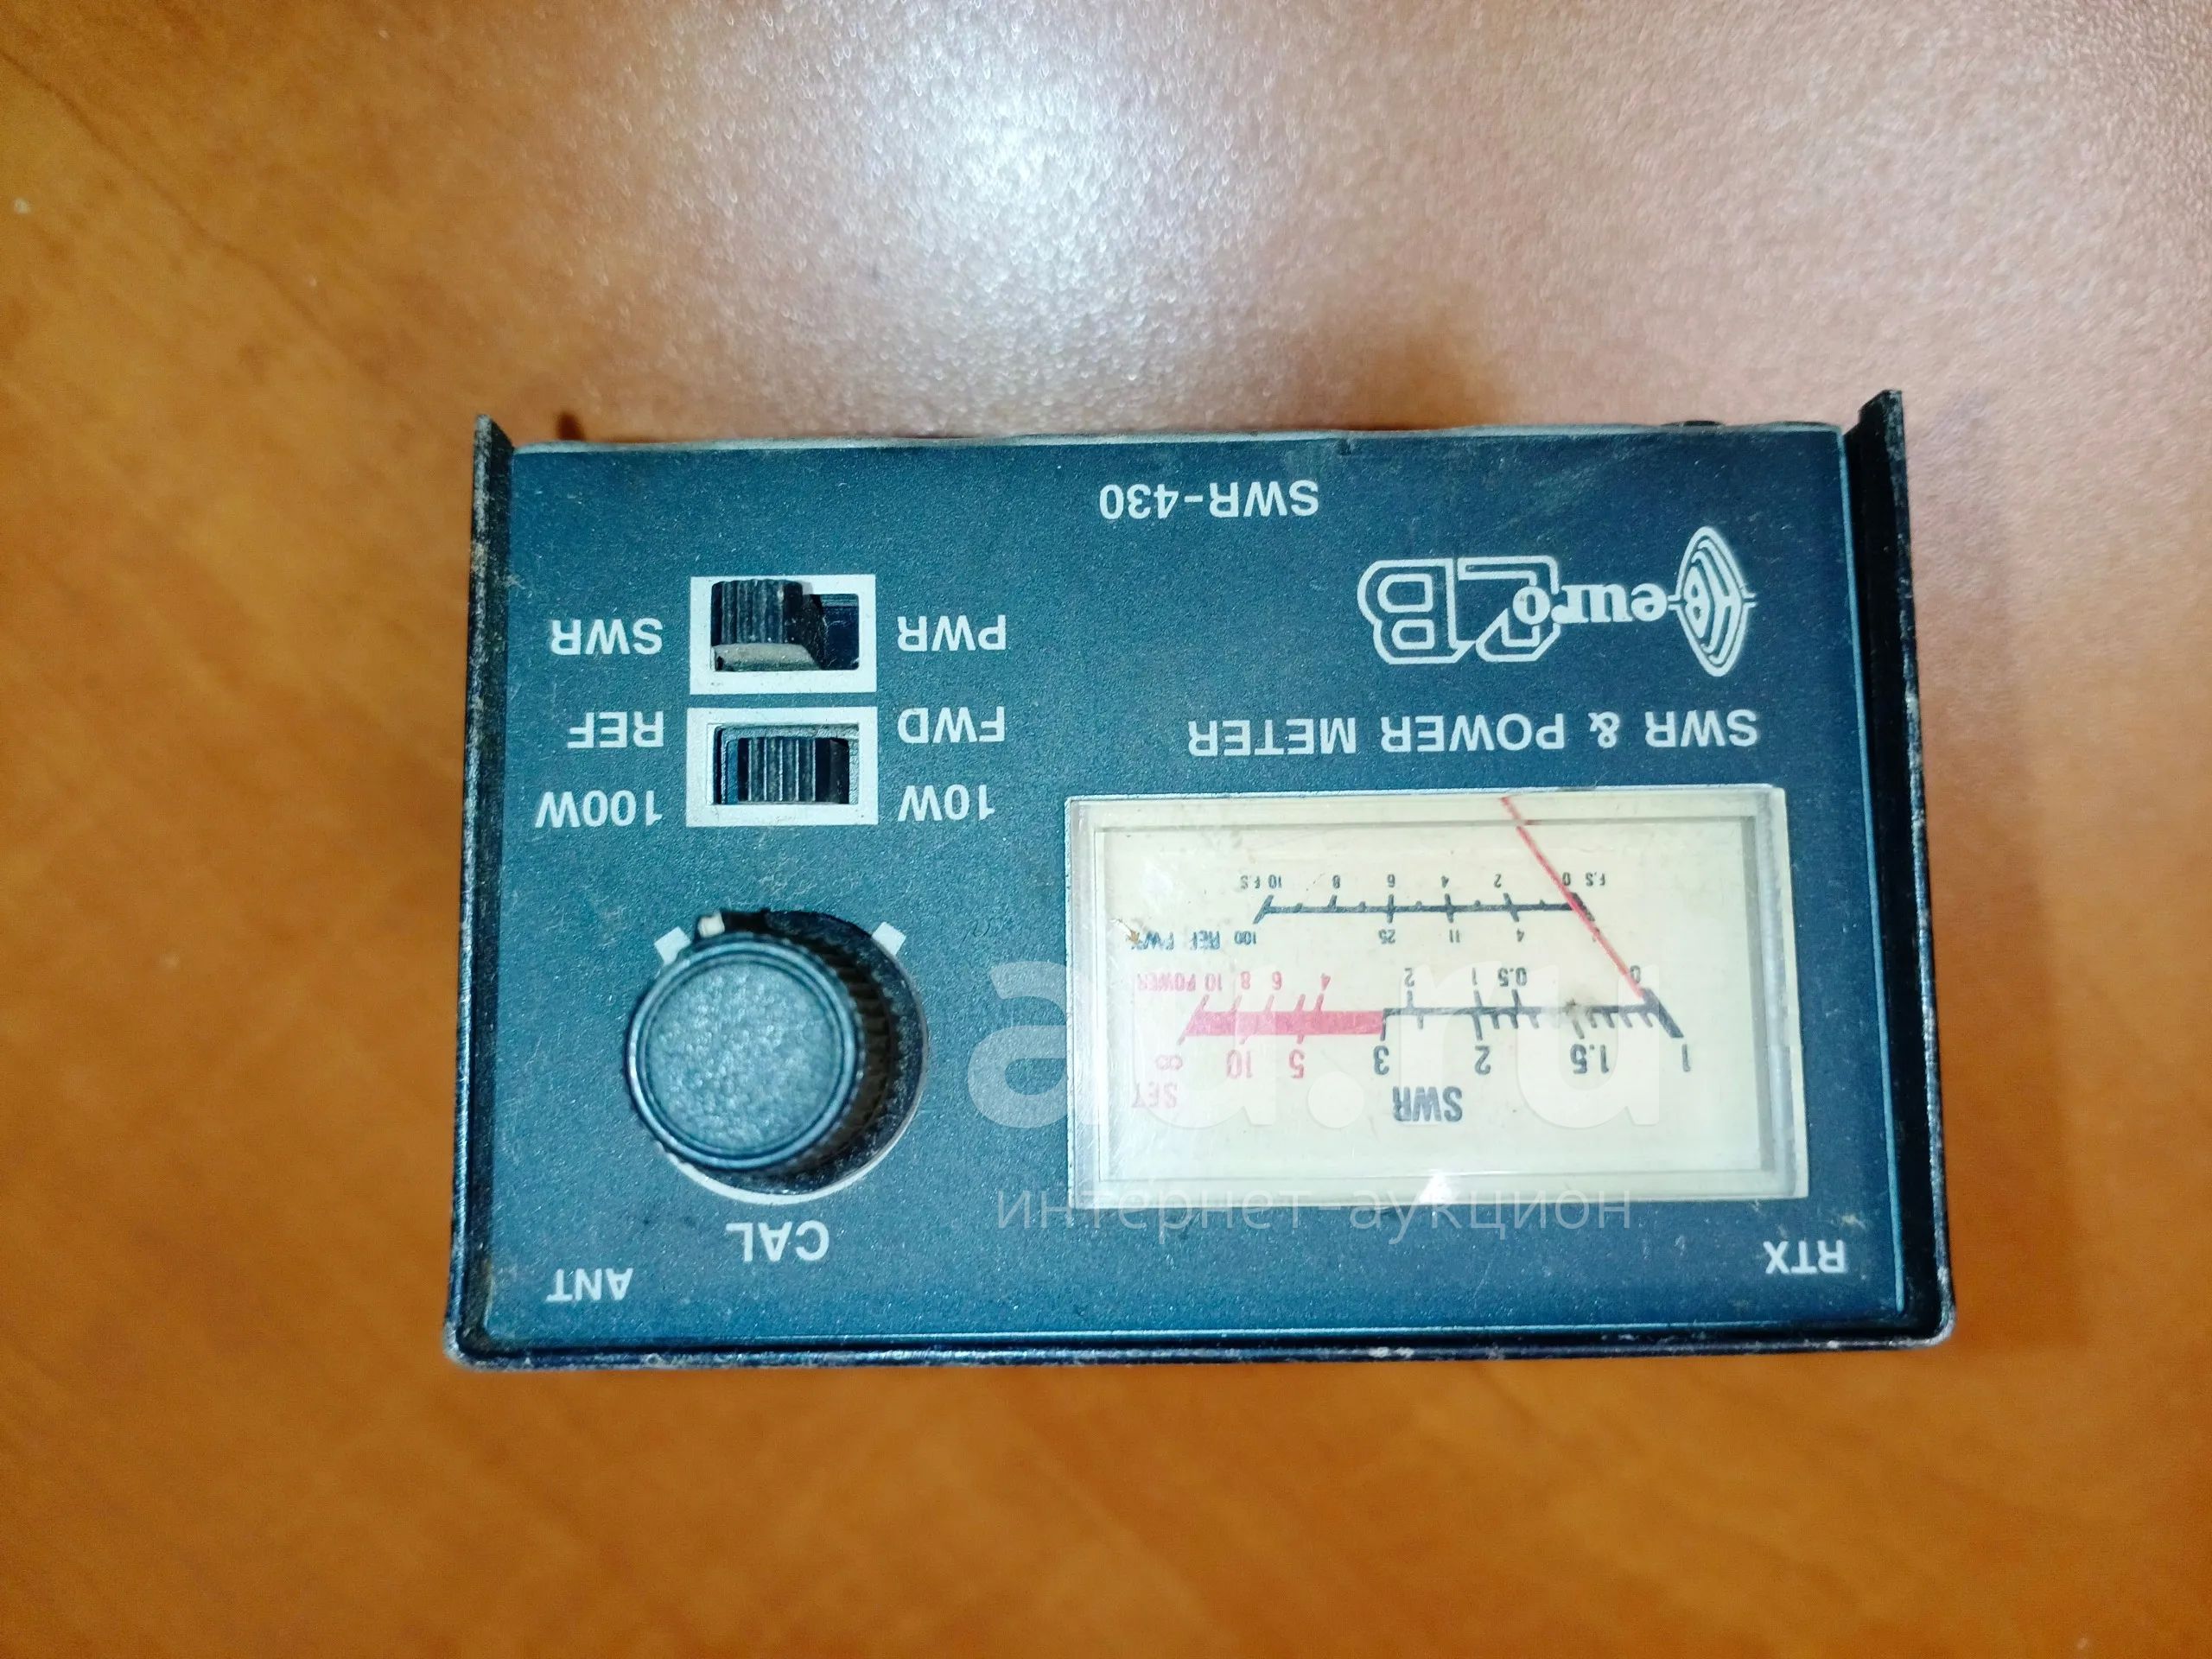 RTX
ANT
SWR
SET
1 1.5 2 3 5 10 ∞
0 0.5 1 2 4 6 8 10 POWER
4 11 25 100 REF
F.S 0 2 4 6 8 10 F.S
CAL
10W 100W
FWD REF
PWR SWR
SWR & POWER METER
HB euro CB
SWR-430
au.ru
интернет-аукцион